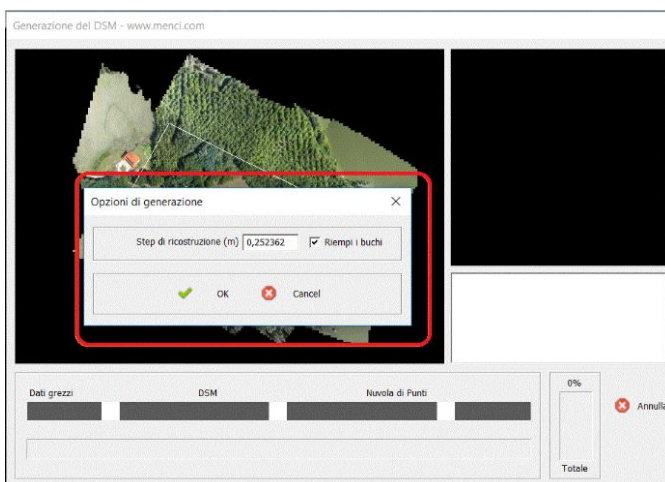 Generazione del DSM - www.menci.com
Opzioni di generazione
Step di ricostruzione (m) 0,252362 Riempi i buchi
OK Cancel
Dati grezzi DSM Nuvola di Punti
0%
Annulla
Totale